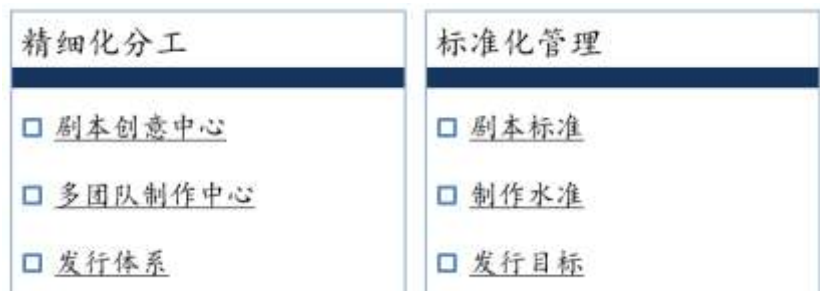 精细化分工
剧本创意中心
多团队制作中心
发行体系
标准化管理
剧本标准
制作水准
发行目标